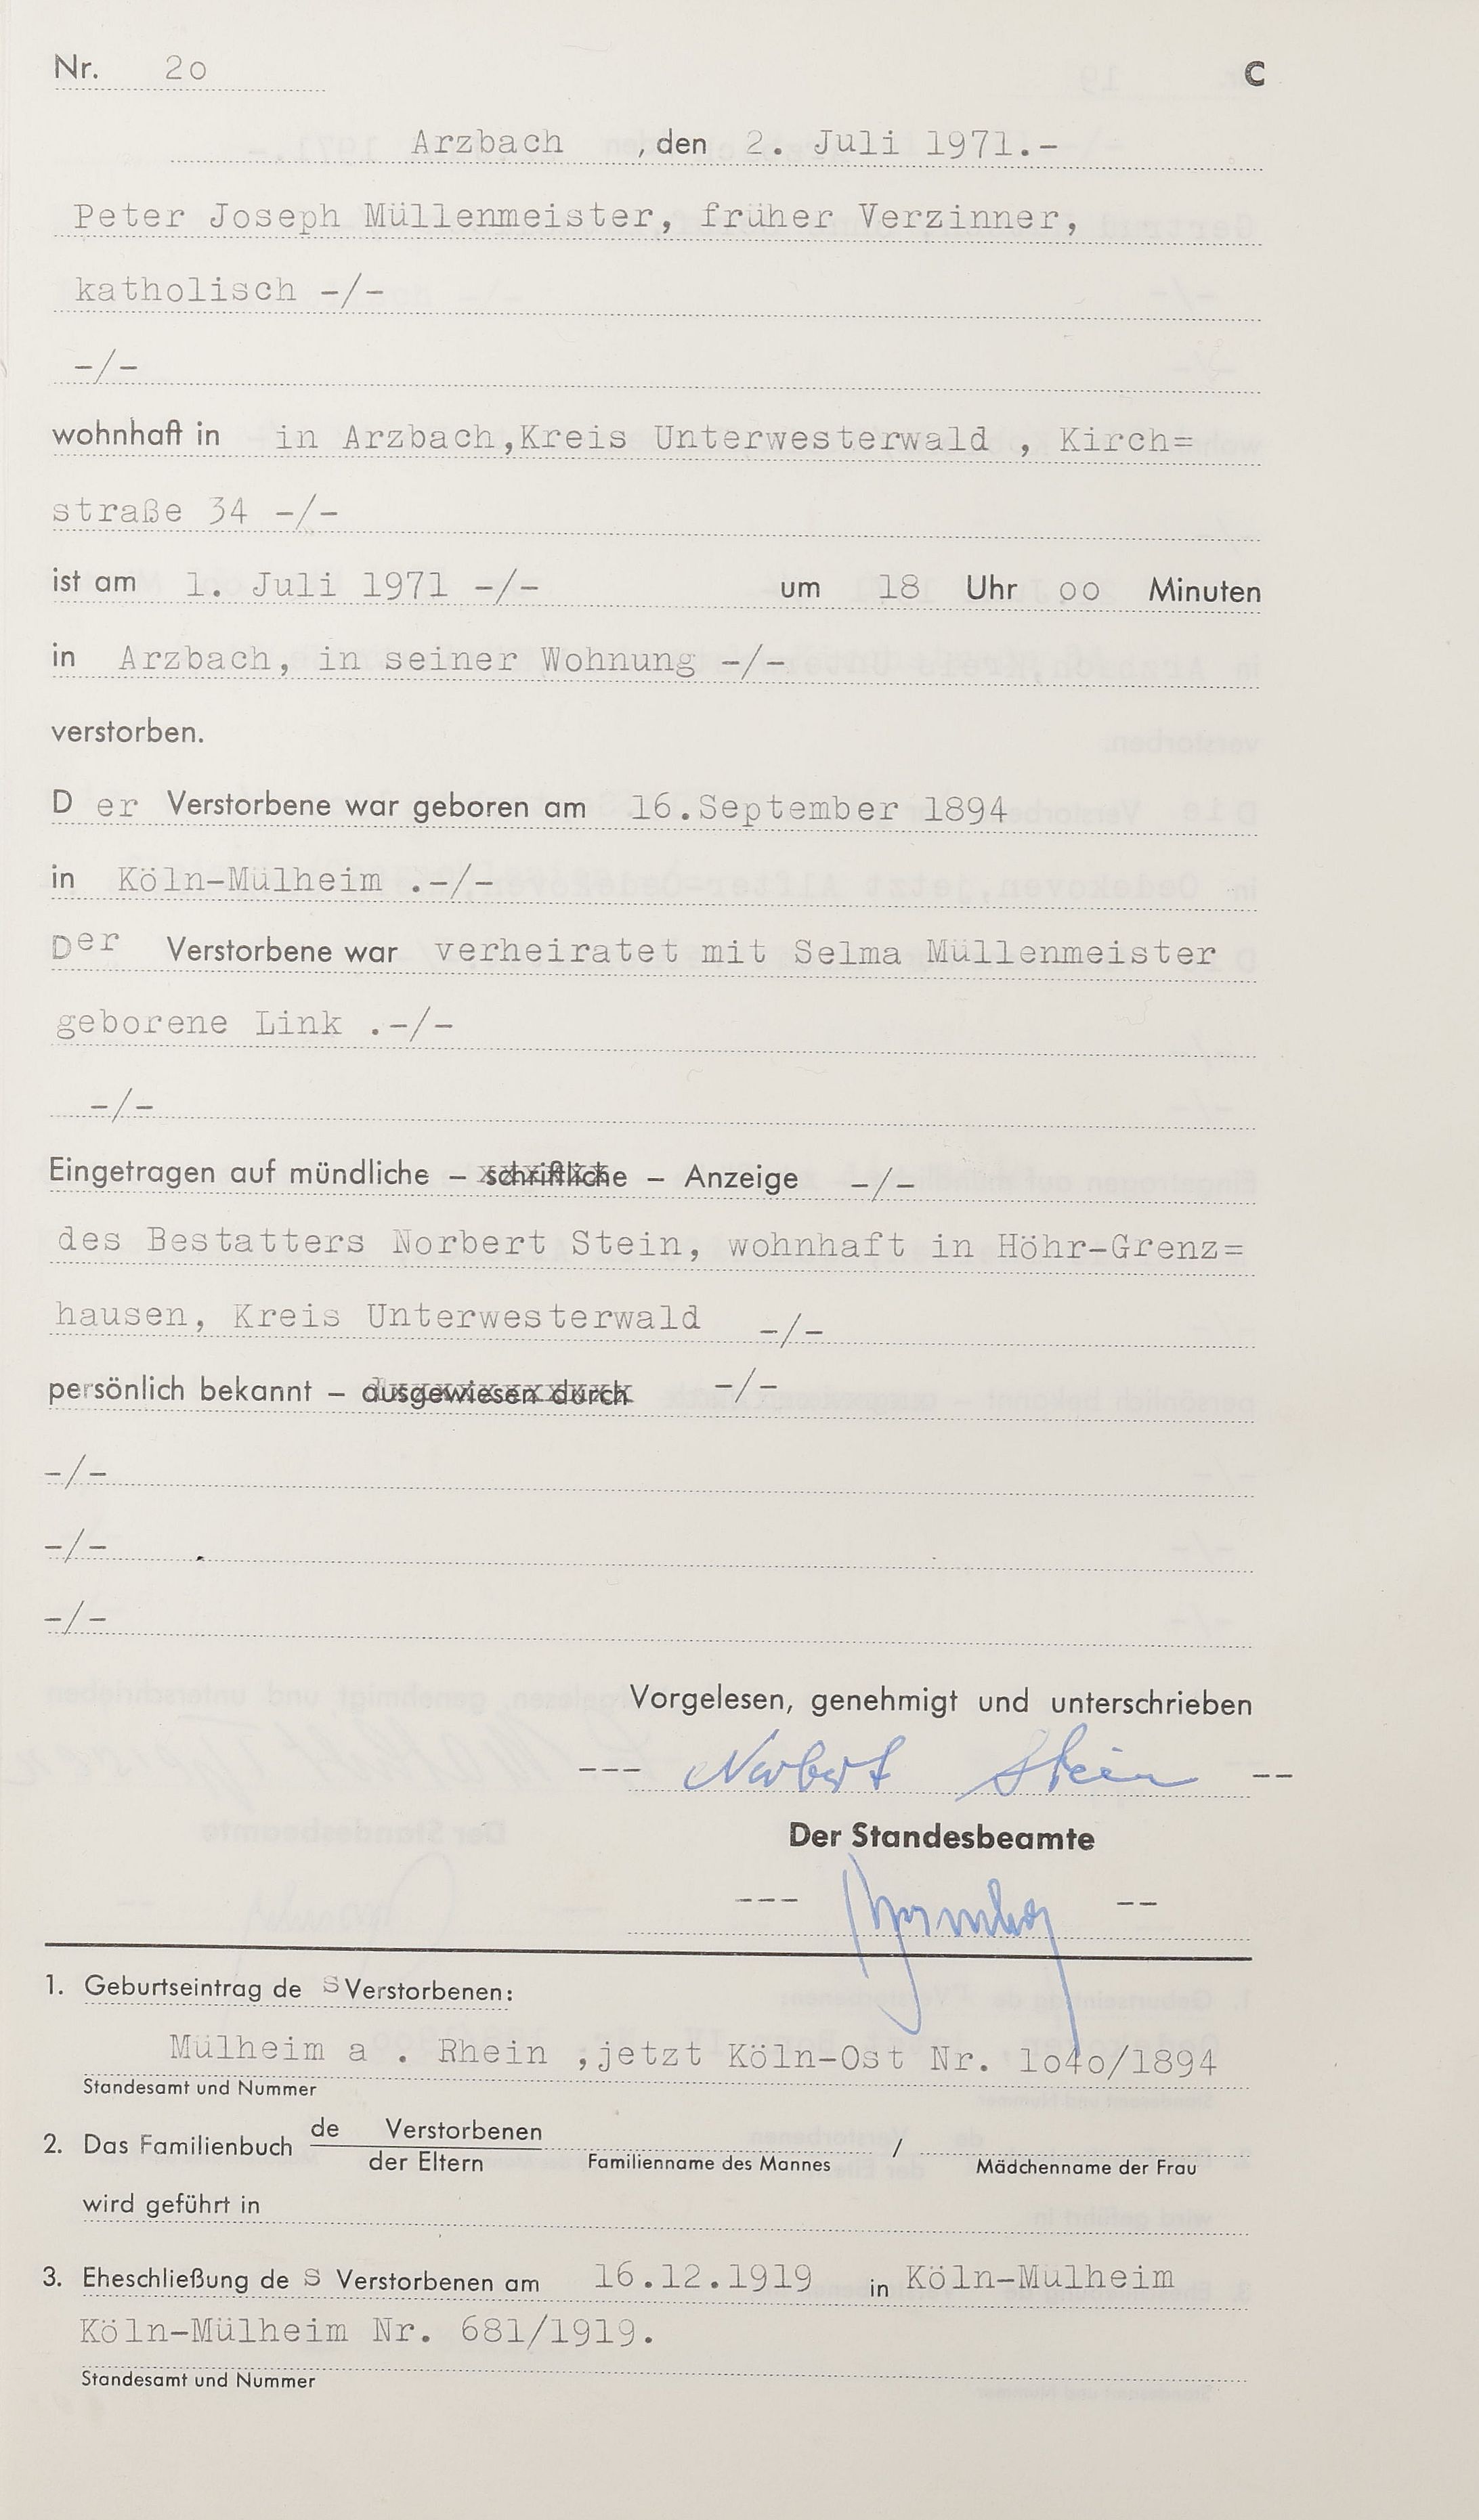 Nr. 2o C
Arzbach , den 2. Juli 1971.-
Peter Joseph Müllenmeister, früher Verzinner,
katholisch -/-
-/-
wohnhaft in in Arzbach,Kreis Unterwesterwald , Kirch=
straße 34 -/-
ist am 1. Juli 1971 -/- um 18 Uhr oo Minuten
in Arzbach, in seiner Wohnung -/-
verstorben.
D er Verstorbene war geboren am 16.September 1894
in Köln-Mülheim .-/-
Der Verstorbene war verheiratet mit Selma Müllenmeister
geborene Link .-/-
-/-
Eingetragen auf mündliche – schriftliche – Anzeige -/-
des Bestatters Norbert Stein, wohnhaft in Höhr-Grenz=
hausen, Kreis Unterwesterwald -/-
persönlich bekannt – ausgewiesen durch -/-
-/-
-/-
-/-
Vorgelesen, genehmigt und unterschrieben
--- Norbert Stein --
Der Standesbeamte
--- --
1. Geburtseintrag de S Verstorbenen:
Mülheim a . Rhein ,jetzt Köln-Ost Nr. lo4o/1894
Standesamt und Nummer
2. Das Familienbuch de Verstorbenen /
der Eltern Familienname des Mannes Mädchenname der Frau
wird geführt in
3. Eheschließung de S Verstorbenen am 16.12.1919 in Köln-Mülheim
Köln-Mülheim Nr. 681/1919.
Standesamt und Nummer